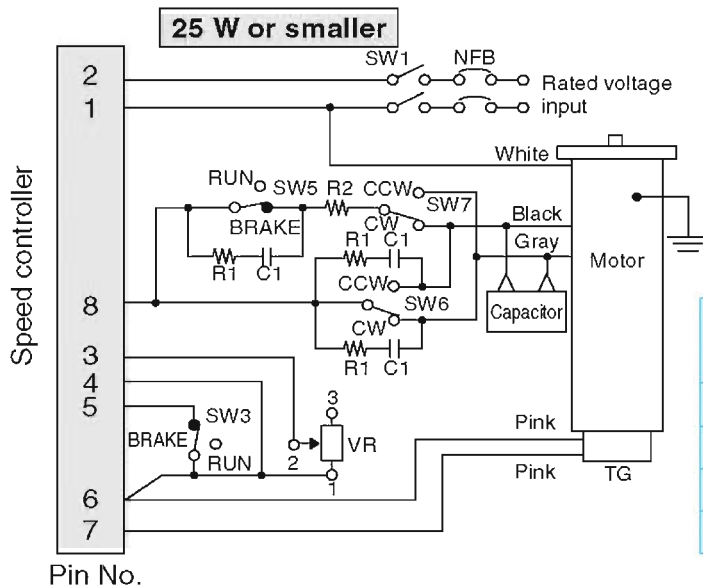 25 W or smaller
SW1 NFB
2
Rated voltage
1
input
White
RUN SW5 R2 CCW SW7
BRAKE CW Black
R1 C1 R1 C1 Gray
Motor
CCW
8
SW6
Capacitor
CW
R1 C1
3
4
5
SW3
3
BRAKE
2
VR
RUN
1
Pink
6
Pink TG
7
Speed controller
Pin No.